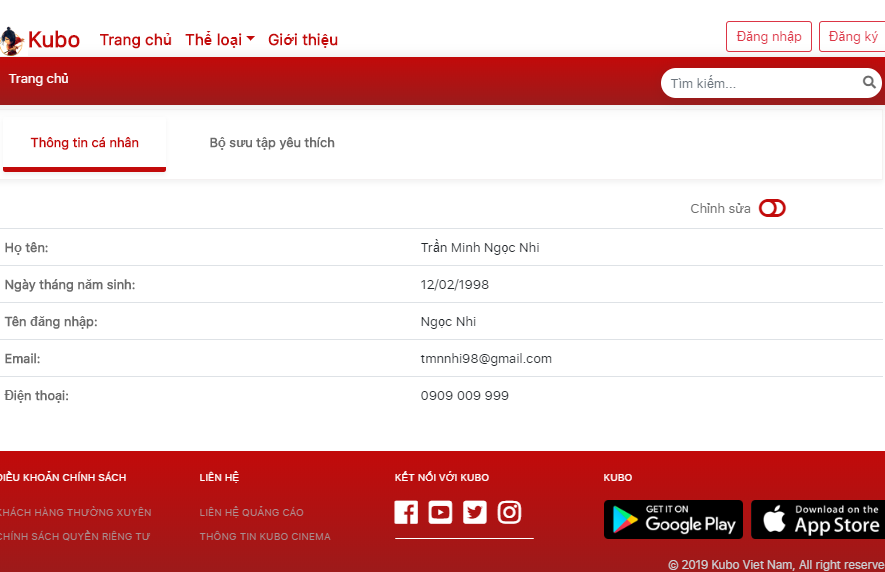 Kubo Trang chủ Thể loại Giới thiệu Đăng nhập Đăng ký
Trang chủ Tìm kiếm...
Thông tin cá nhân Bộ sưu tập yêu thích
Chỉnh sửa
Họ tên: Trần Minh Ngọc Nhi
Ngày tháng năm sinh: 12/02/1998
Tên đăng nhập: Ngọc Nhi
Email: tmnnhi98@gmail.com
Điện thoại: 0909 009 999
ĐIỀU KHOẢN CHÍNH SÁCH LIÊN HỆ KẾT NỐI VỚI KUBO KUBO
KHÁCH HÀNG THƯỜNG XUYÊN LIÊN HỆ QUẢNG CÁO GET IT ON Google Play Download on the App Store
CHÍNH SÁCH QUYỀN RIÊNG TƯ THÔNG TIN KUBO CINEMA
© 2019 Kubo Viet Nam, All right reserve